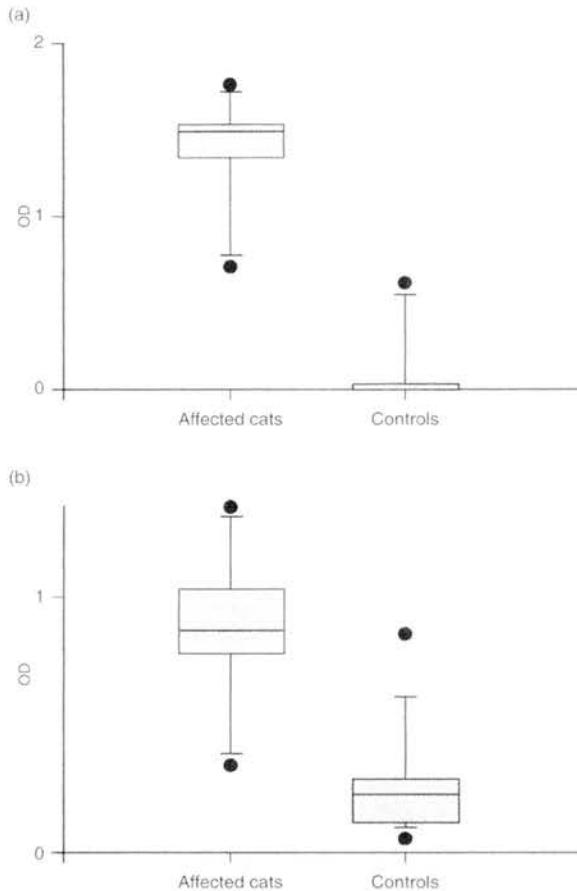 (a)
2
1
OD
0
Affected cats
Controls
(b)
1
OD
0
Affected cats
Controls